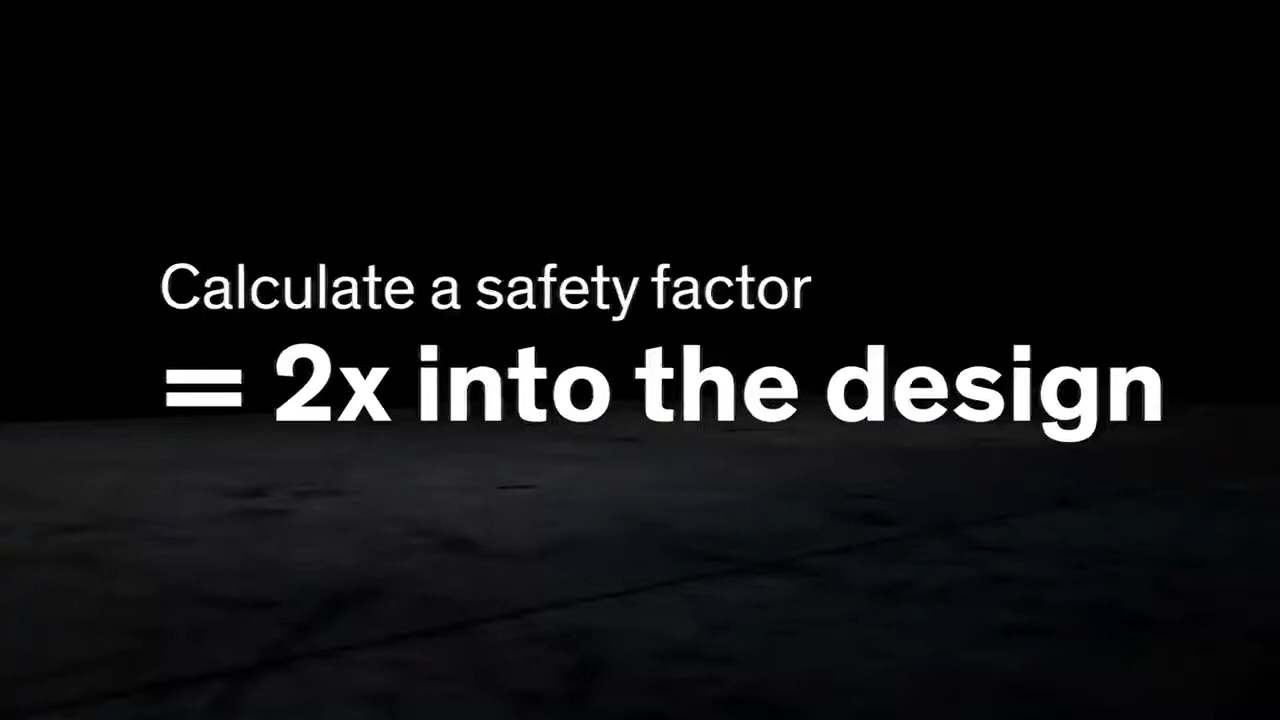 Calculate a safety factor
= 2x into the design